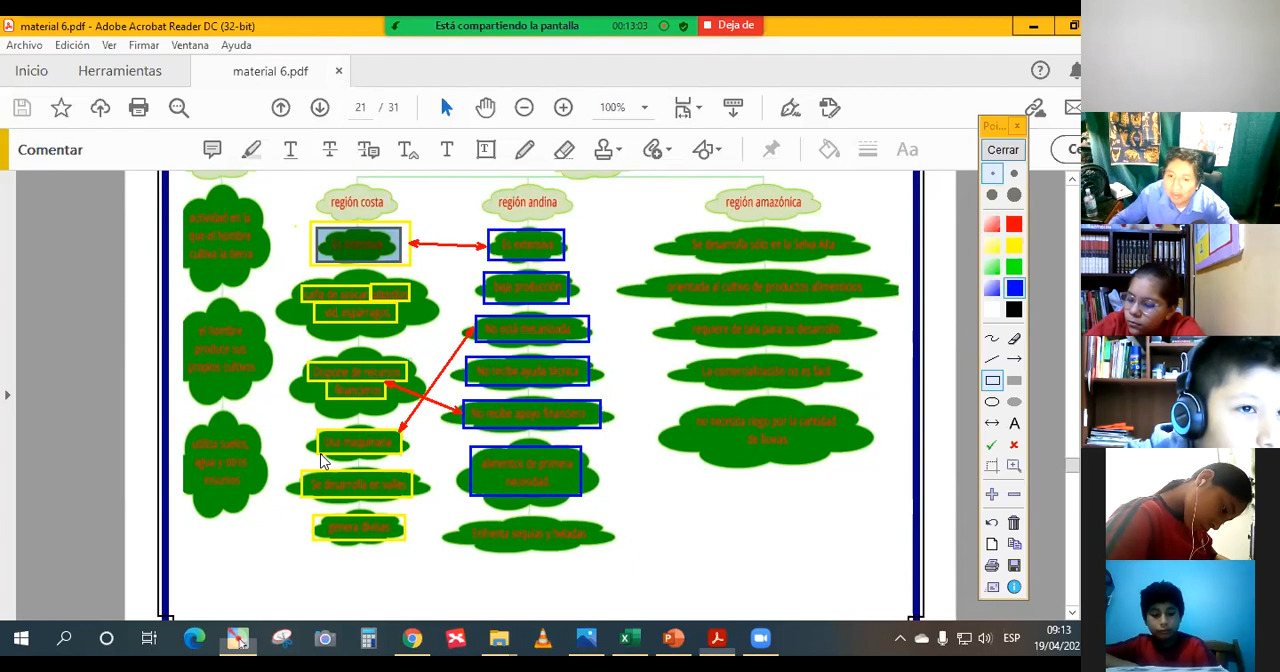 material 6.pdf - Adobe Acrobat Reader DC (32-bit)
Está compartiendo la pantalla
00:13:03
Deja de
Archivo Edición Ver Firmar Ventana Ayuda
Inicio Herramientas material 6.pdf ×
21 / 31 100%
Comentar
Cerrar
región costa
región andina
región amazónica
actividad en la
que el hombre
cultiva la tierra
el hombre
produce sus
propios cultivos
utiliza suelos,
agua y otros
insumos
caña de azúcar, algodón
vid, espárragos
Dispone de recursos
financieros
Usa maquinaria
Se desarrolla en valles
genera divisas
Es extensiva
baja producción
No está mecanizada
No recibe ayuda técnica
No recibe apoyo financiero
alimentos de primera
necesidad
Enfrenta sequías y heladas
Se desarrolla sólo en la Selva Alta
orientada al cultivo de productos alimenticios
requiere de tala para su desarrollo
La comercialización no es fácil
no necesita riego por la cantidad
de lluvias
ESP
09:13